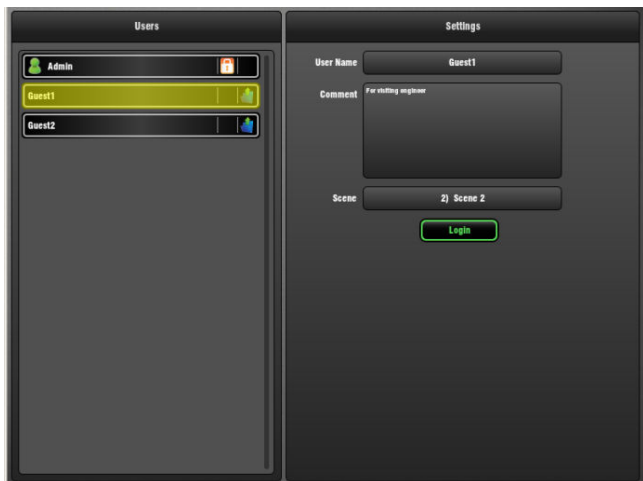 Users
Admin
Guest1
Guest2
Settings
User Name Guest1
Comment For visiting engineer
Scene 2) Scene 2
Login